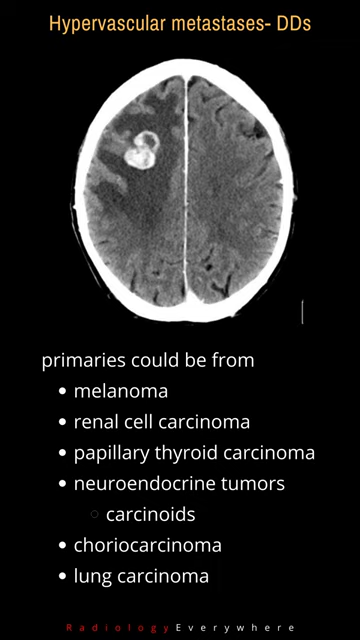 Hypervascular metastases- DDs
primaries could be from
• melanoma
• renal cell carcinoma
• papillary thyroid carcinoma
• neuroendocrine tumors
○ carcinoids
• choriocarcinoma
• lung carcinoma
RadiologyEverywhere